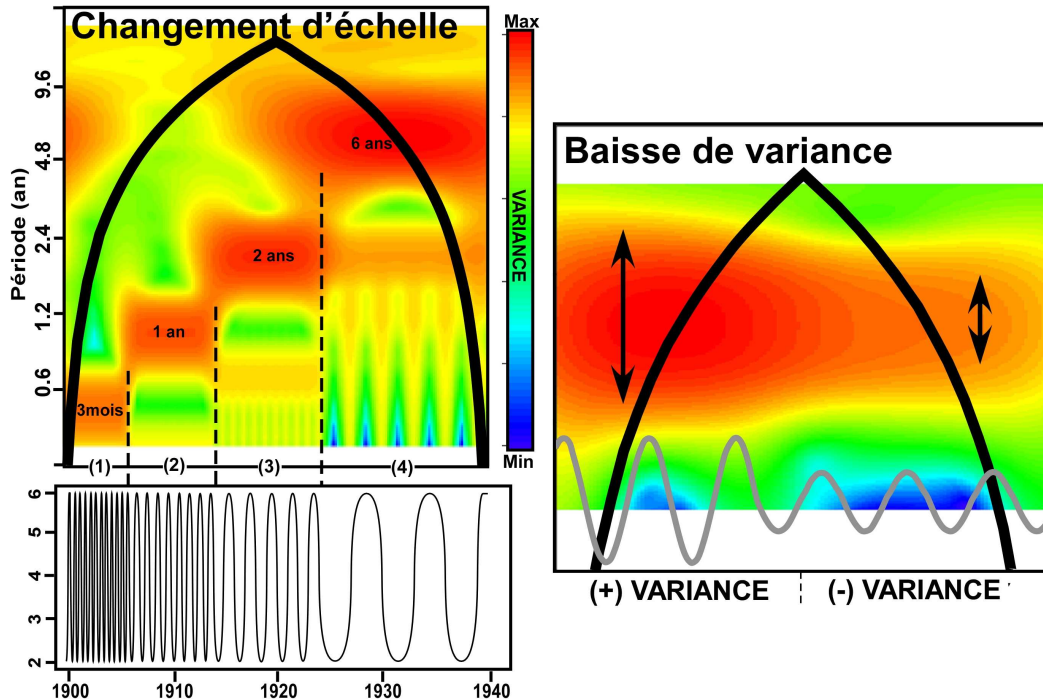 Changement d'échelle
Période (an)
9.6
4.8
2.4
1.2
0.6
6 ans
2 ans
1 an
3mois
(1)
(2)
(3)
(4)
Max
VARIANCE
Min
6
5
4
3
2
1900
1910
1920
1930
1940
Baisse de variance
(+) VARIANCE
(-) VARIANCE